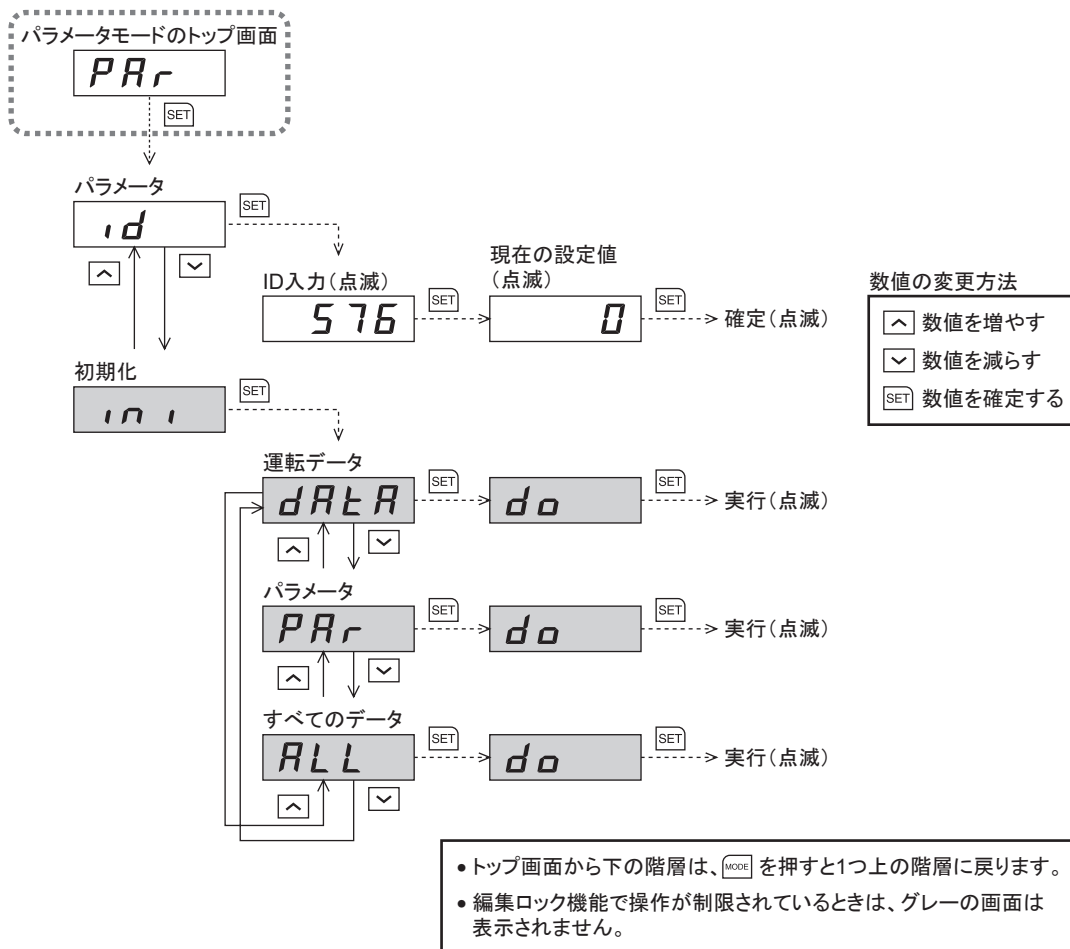 パラメータモードのトップ画面
PAr
SET
パラメータ
id
SET
ID入力(点滅)
576
SET
現在の設定値
(点滅)
0
SET
確定(点滅)
数値の変更方法
数値を増やす
数値を減らす
SET 数値を確定する
初期化
ini
SET
運転データ
dAtA
SET
do
SET
実行(点滅)
パラメータ
PAr
SET
do
SET
実行(点滅)
すべてのデータ
ALL
SET
do
SET
実行(点滅)
• トップ画面から下の階層は、MODE を押すと1つ上の階層に戻ります。
• 編集ロック機能で操作が制限されているときは、グレーの画面は
表示されません。